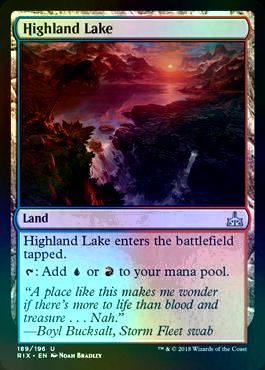 Highland Lake
Land
Highland Lake enters the battlefield
tapped.
: Add or to your mana pool.
"A place like this makes me wonder
if there's more to life than blood and
treasure . . . Nah."
—Boyl Bucksalt, Storm Fleet swab
189/196 U
RIX • EN NOAH BRADLEY
™ & © 2018 Wizards of the Coast